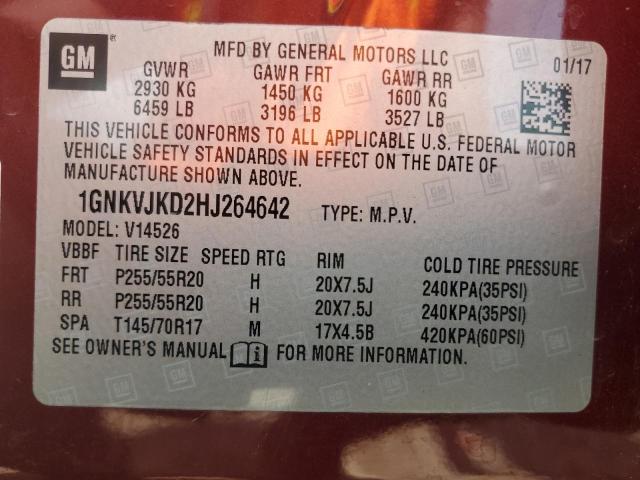 GM
MFD BY GENERAL MOTORS LLC
01/17
GVWR GAWR FRT GAWR RR
2930 KG 1450 KG 1600 KG
6459 LB 3196 LB 3527 LB
THIS VEHICLE CONFORMS TO ALL APPLICABLE U.S. FEDERAL MOTOR
VEHICLE SAFETY STANDARDS IN EFFECT ON THE DATE OF
MANUFACTURE SHOWN ABOVE.
1GNKVJKD2HJ264642 TYPE: M.P.V.
MODEL: V14526
VBBF TIRE SIZE SPEED RTG RIM COLD TIRE PRESSURE
FRT P255/55R20 H 20X7.5J 240KPA(35PSI)
RR P255/55R20 H 20X7.5J 240KPA(35PSI)
SPA T145/70R17 M 17X4.5B 420KPA(60PSI)
SEE OWNER'S MANUAL FOR MORE INFORMATION.